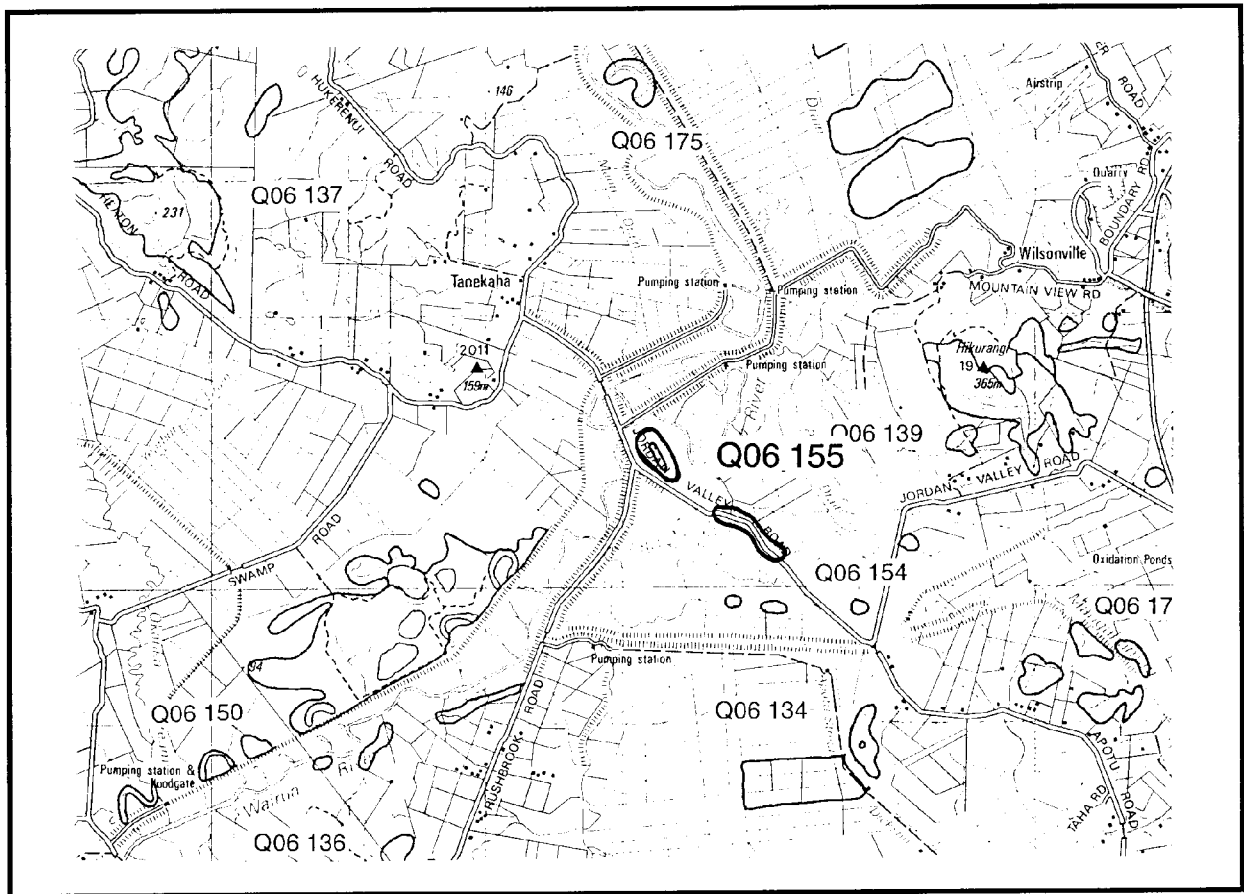 146
Airstrip
ROAD
HUKERENUI
ROAD
Q06 175
Q06 137
Quarry
BOUNDARY RD
231
ROAD
Wilsonville
Tanekaha
Pumping station
Pumping station
MOUNTAIN VIEW RD
2011
159m
Pumping station
Hikurangi
19
365m
River
Q06 139
Q06 155
JORDAN
VALLEY
ROAD
JORDAN VALLEY ROAD
SWAMP
ROAD
Q06 154
Oxidation Ponds
Q06 17
94
Pumping station
Q06 150
Q06 134
ROAD
RUSHBROOK
Pumping station &
floodgate
Wairua
Q06 136
APOTU
ROAD
TAHA RD